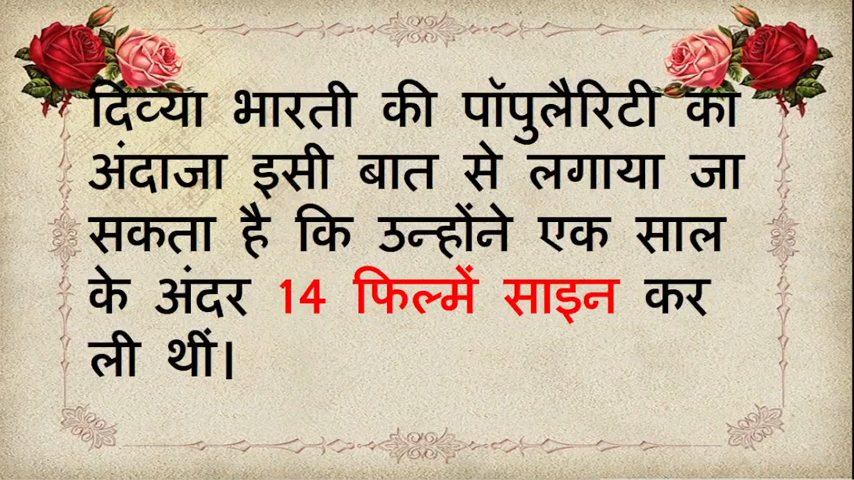 दिव्या भारती की पॉपुलैरिटी का
अंदाजा इसी बात से लगाया जा
सकता है कि उन्होंने एक साल
के अंदर 14 फिल्में साइन कर
ली थीं।